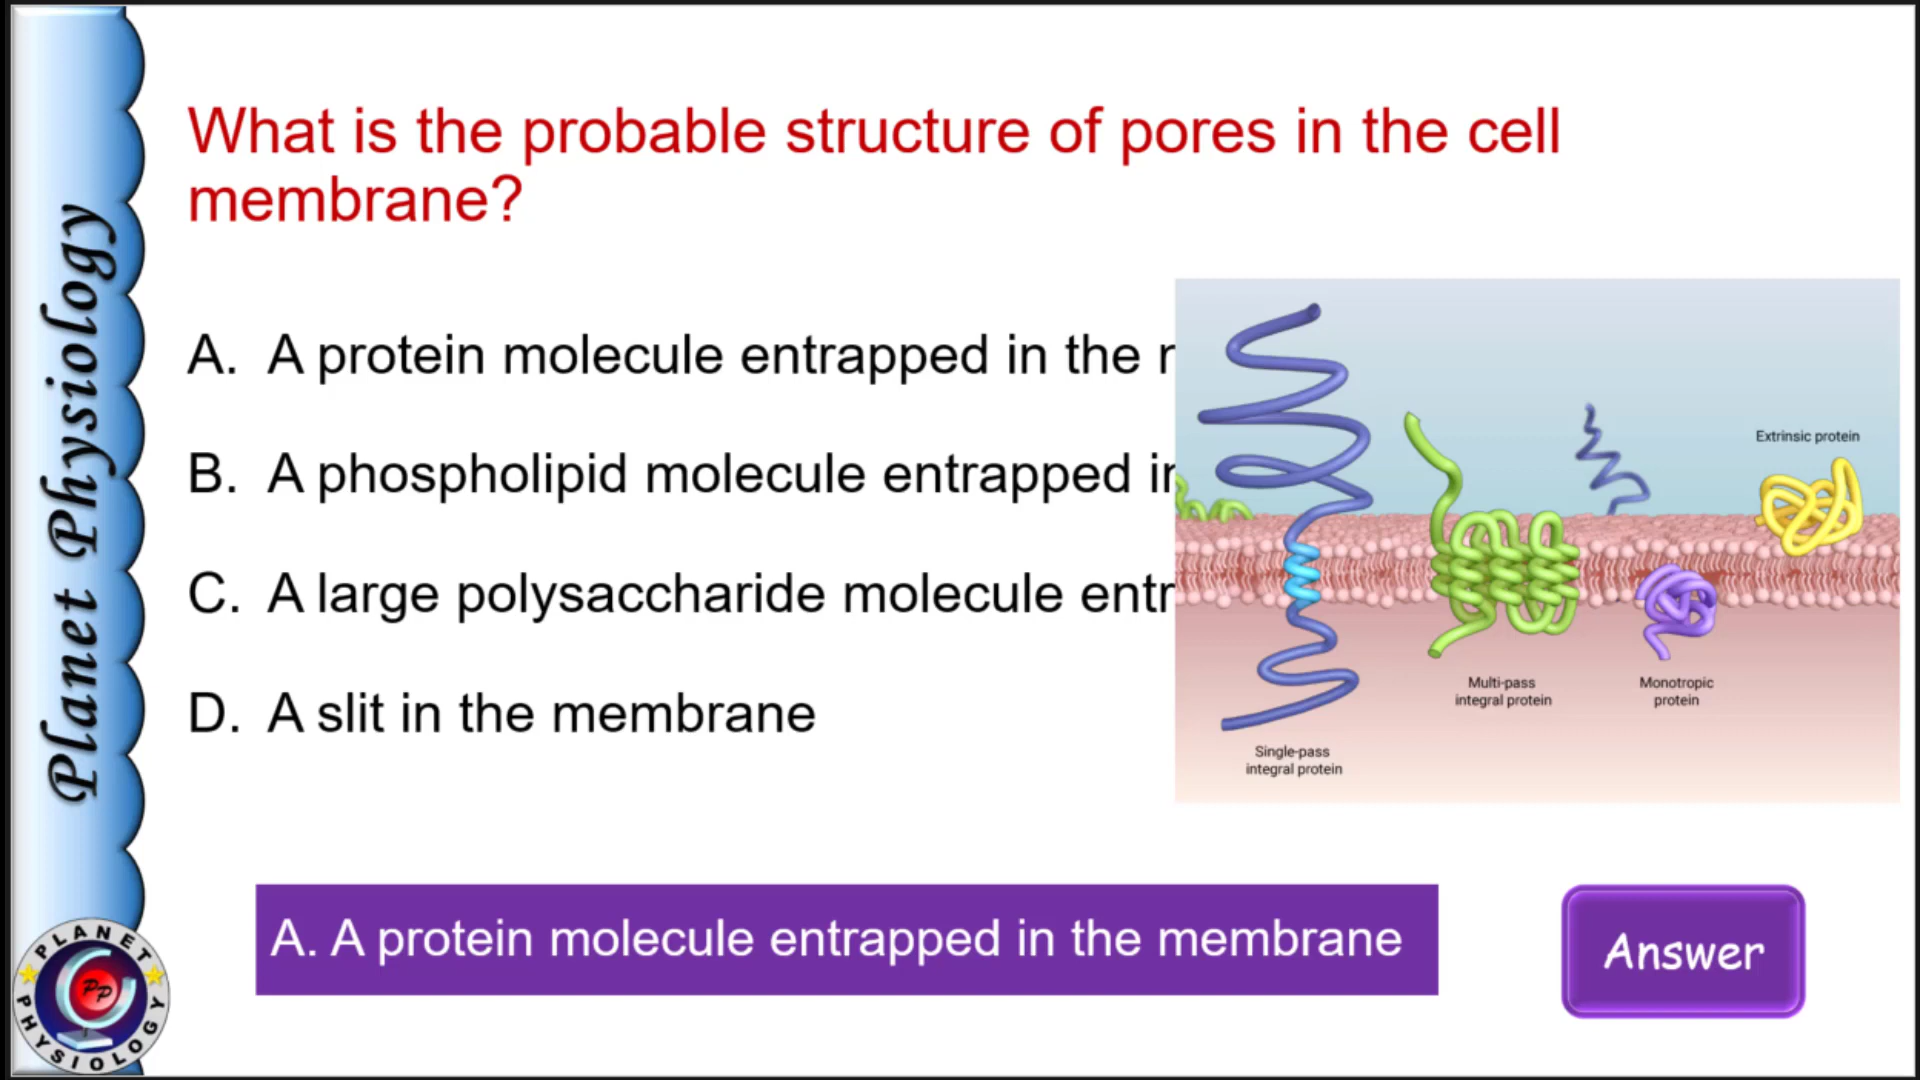 Planet Physiology
What is the probable structure of pores in the cell
membrane?
A. A protein molecule entrapped in the
B. A phospholipid molecule entrapped
C. A large polysaccharide molecule
D. A slit in the membrane
Extrinsic protein
Multi-pass
integral protein
Monotropic
protein
Single-pass
integral protein
A. A protein molecule entrapped in the membrane
Answer
PLANET
PHYSIOLOGY
PP